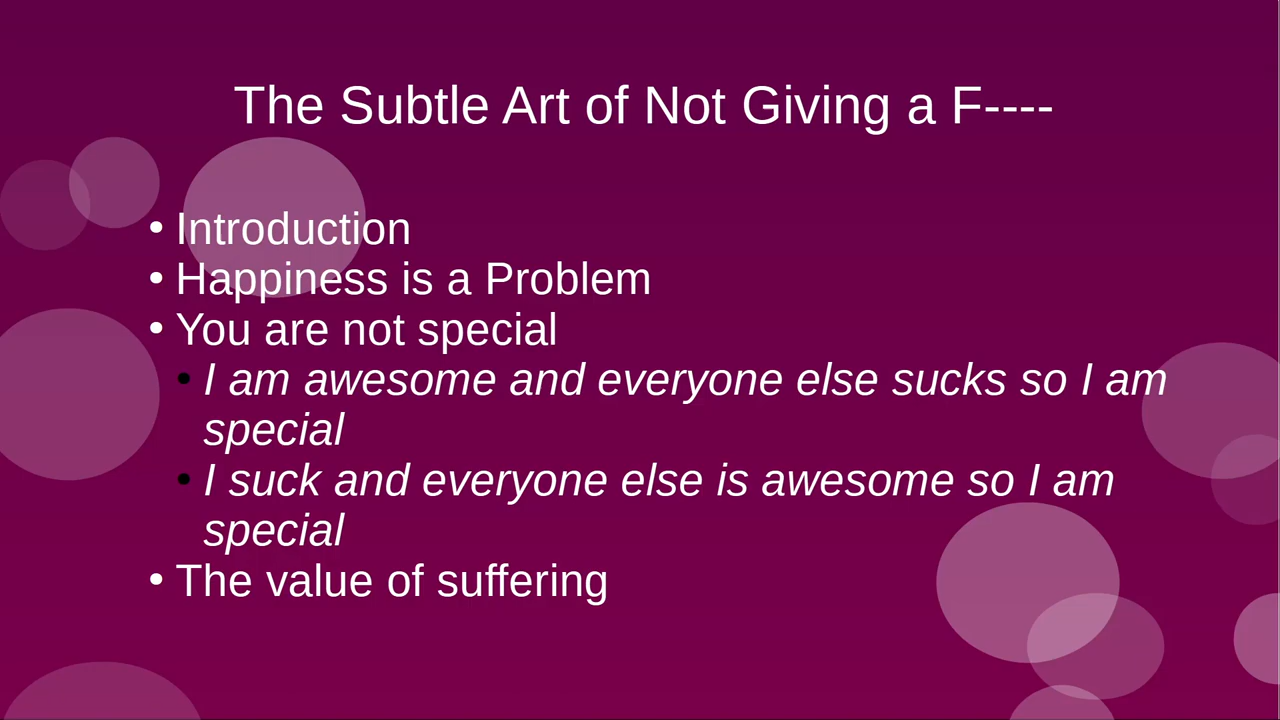 The Subtle Art of Not Giving a F----
• Introduction
• Happiness is a Problem
• You are not special
• I am awesome and everyone else sucks so I am
special
• I suck and everyone else is awesome so I am
special
• The value of suffering